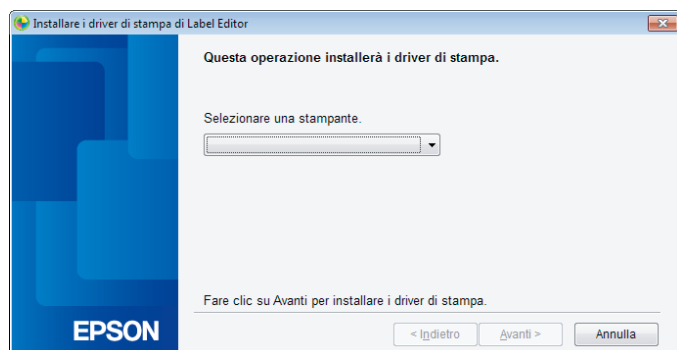 Installare i driver di stampa di Label Editor
Questa operazione installerà i driver di stampa.
Selezionare una stampante.
Fare clic su Avanti per installare i driver di stampa.
EPSON
< Indietro
Avanti >
Annulla